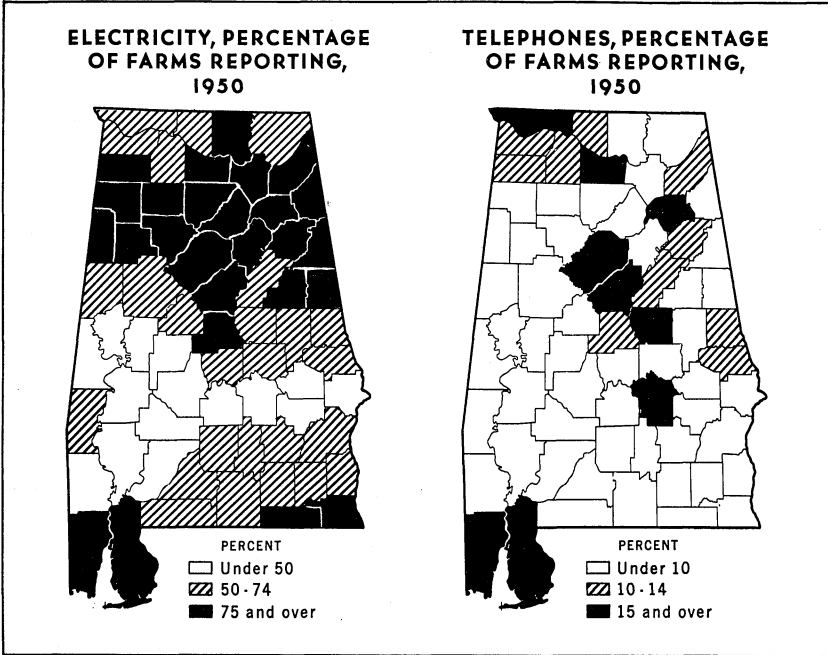 ELECTRICITY, PERCENTAGE
OF FARMS REPORTING,
1950
PERCENT
Under 50
50-74
75 and over
TELEPHONES, PERCENTAGE
OF FARMS REPORTING,
1950
PERCENT
Under 10
10-14
15 and over